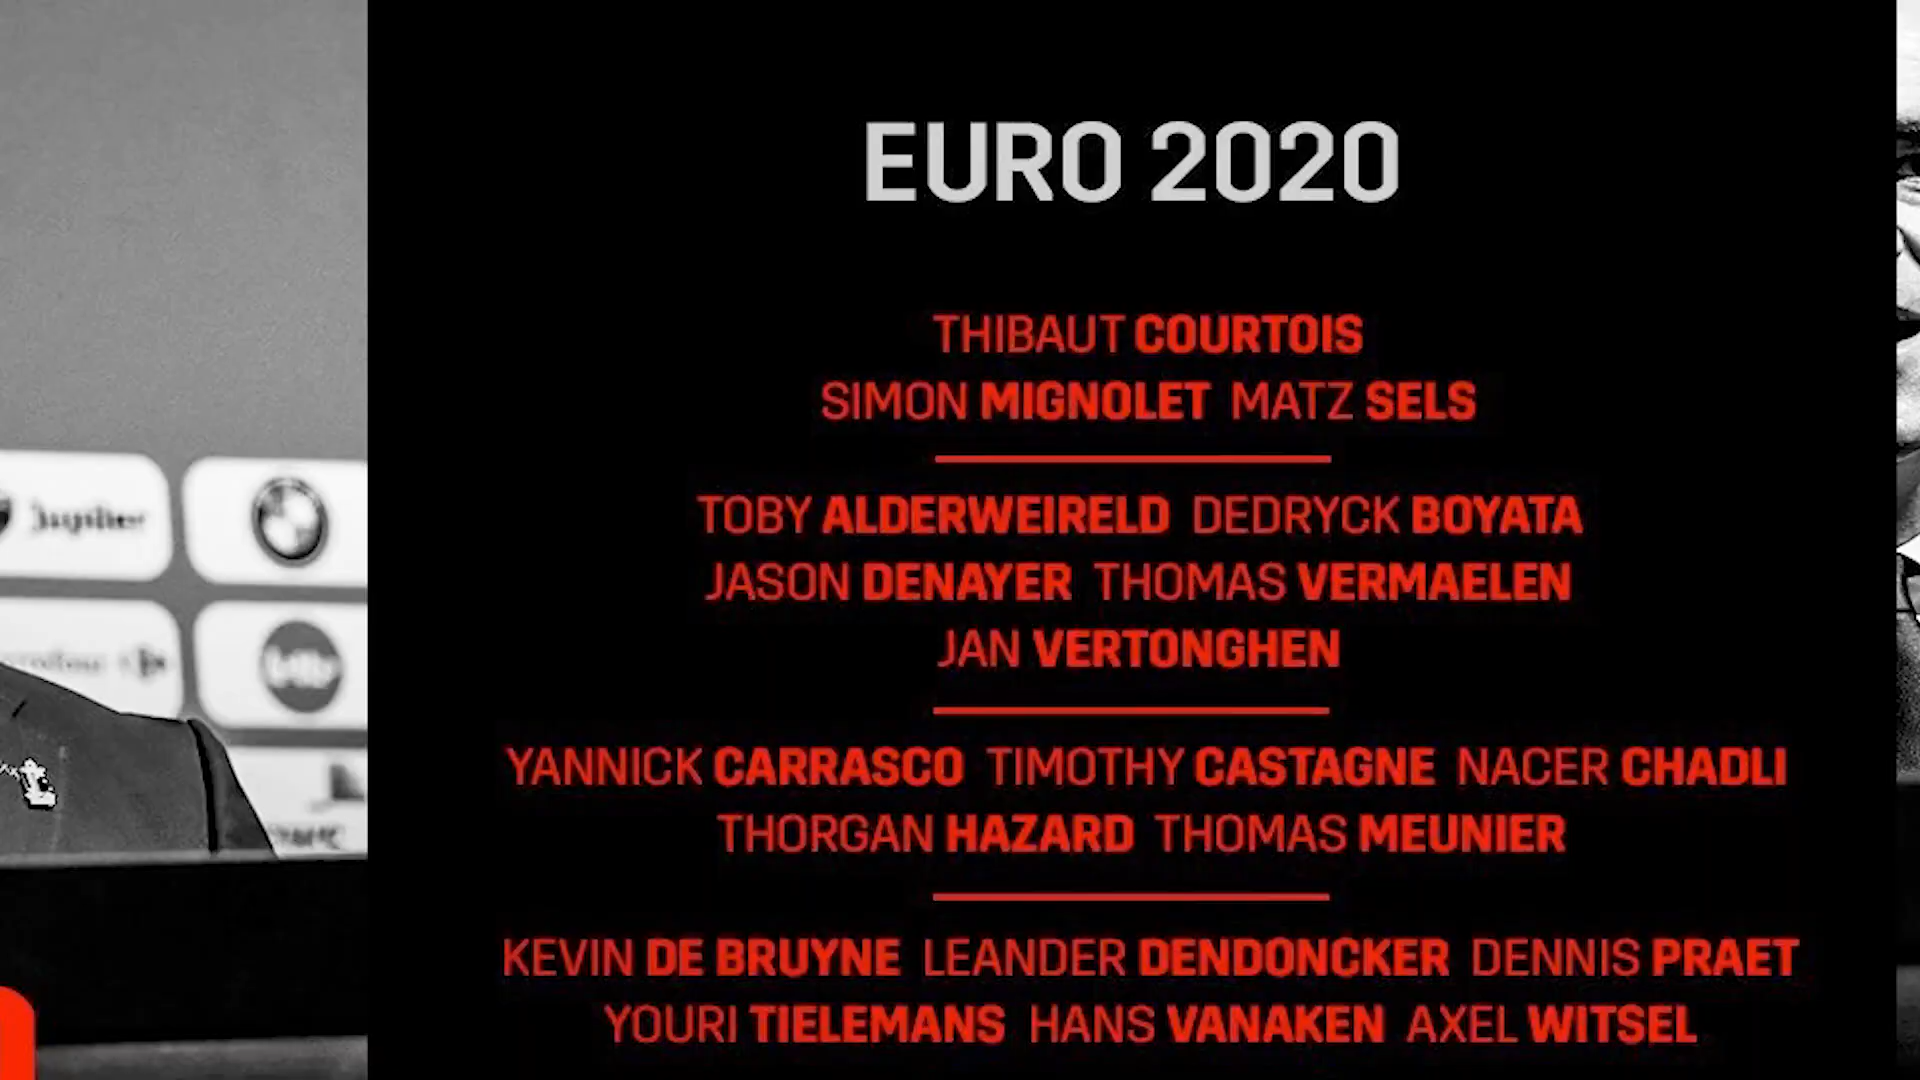 EURO 2020
THIBAUT COURTOIS
SIMON MIGNOLET MATZ SELS
TOBY ALDERWEIRELD DEDRYCK BOYATA
JASON DENAYER THOMAS VERMAELEN
JAN VERTONGHEN
YANNICK CARRASCO TIMOTHY CASTAGNE NACER CHADLI
THORGAN HAZARD THOMAS MEUNIER
KEVIN DE BRUYNE LEANDER DENDONCKER DENNIS PRAET
YOURI TIELEMANS HANS VANAKEN AXEL WITSEL
Jupiler